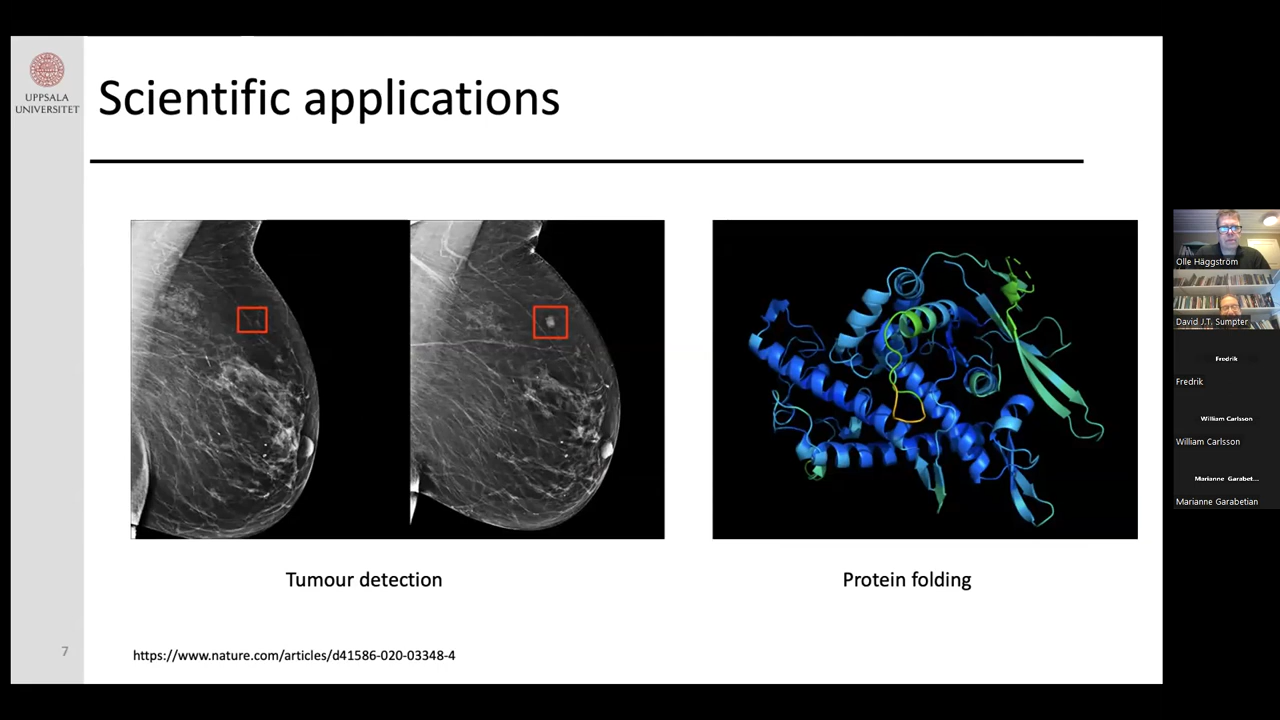 UPPSALA
UNIVERSITET
Scientific applications
Tumour detection
Protein folding
7
https://www.nature.com/articles/d41586-020-03348-4
Olle Häggström
David J.T. Sumpter
Fredrik
Fredrik
William Carlsson
William Carlsson
Marianne Garabet...
Marianne Garabetian